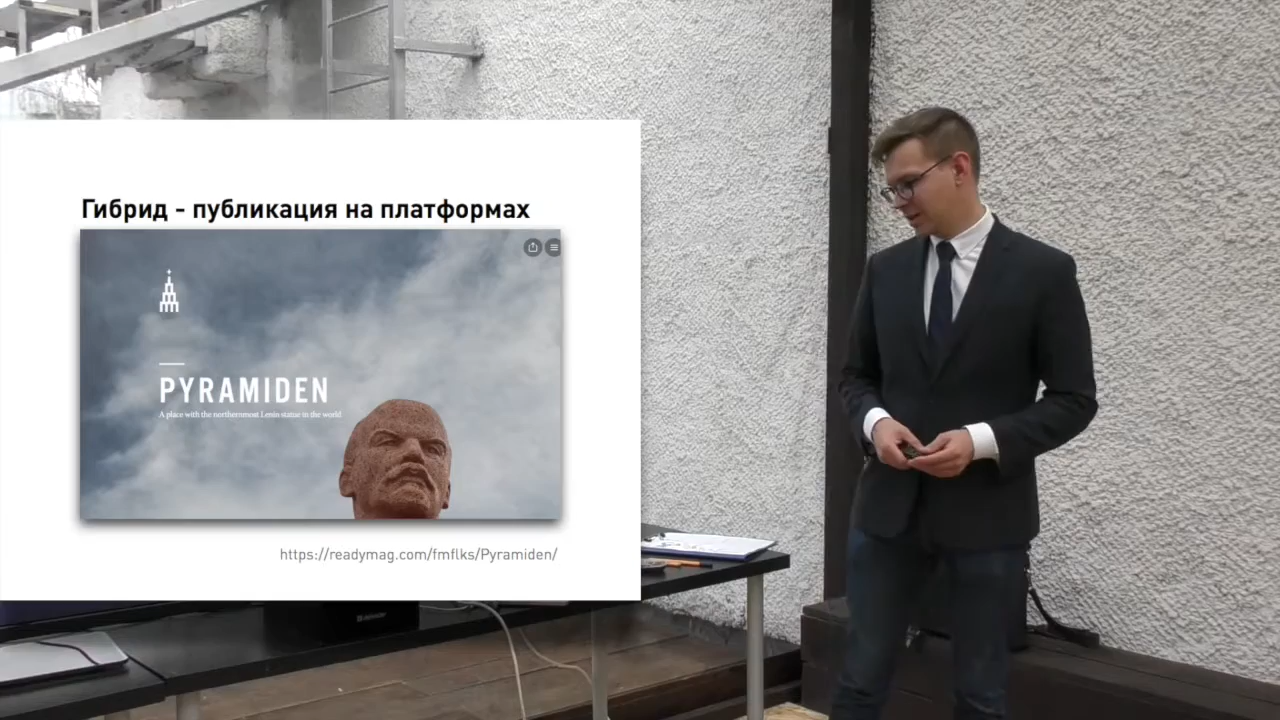 Гибрид - публикация на платформах
PYRAMIDEN
A place with the northernmost Lenin statue in the world
https://readymag.com/fmflks/Pyramiden/